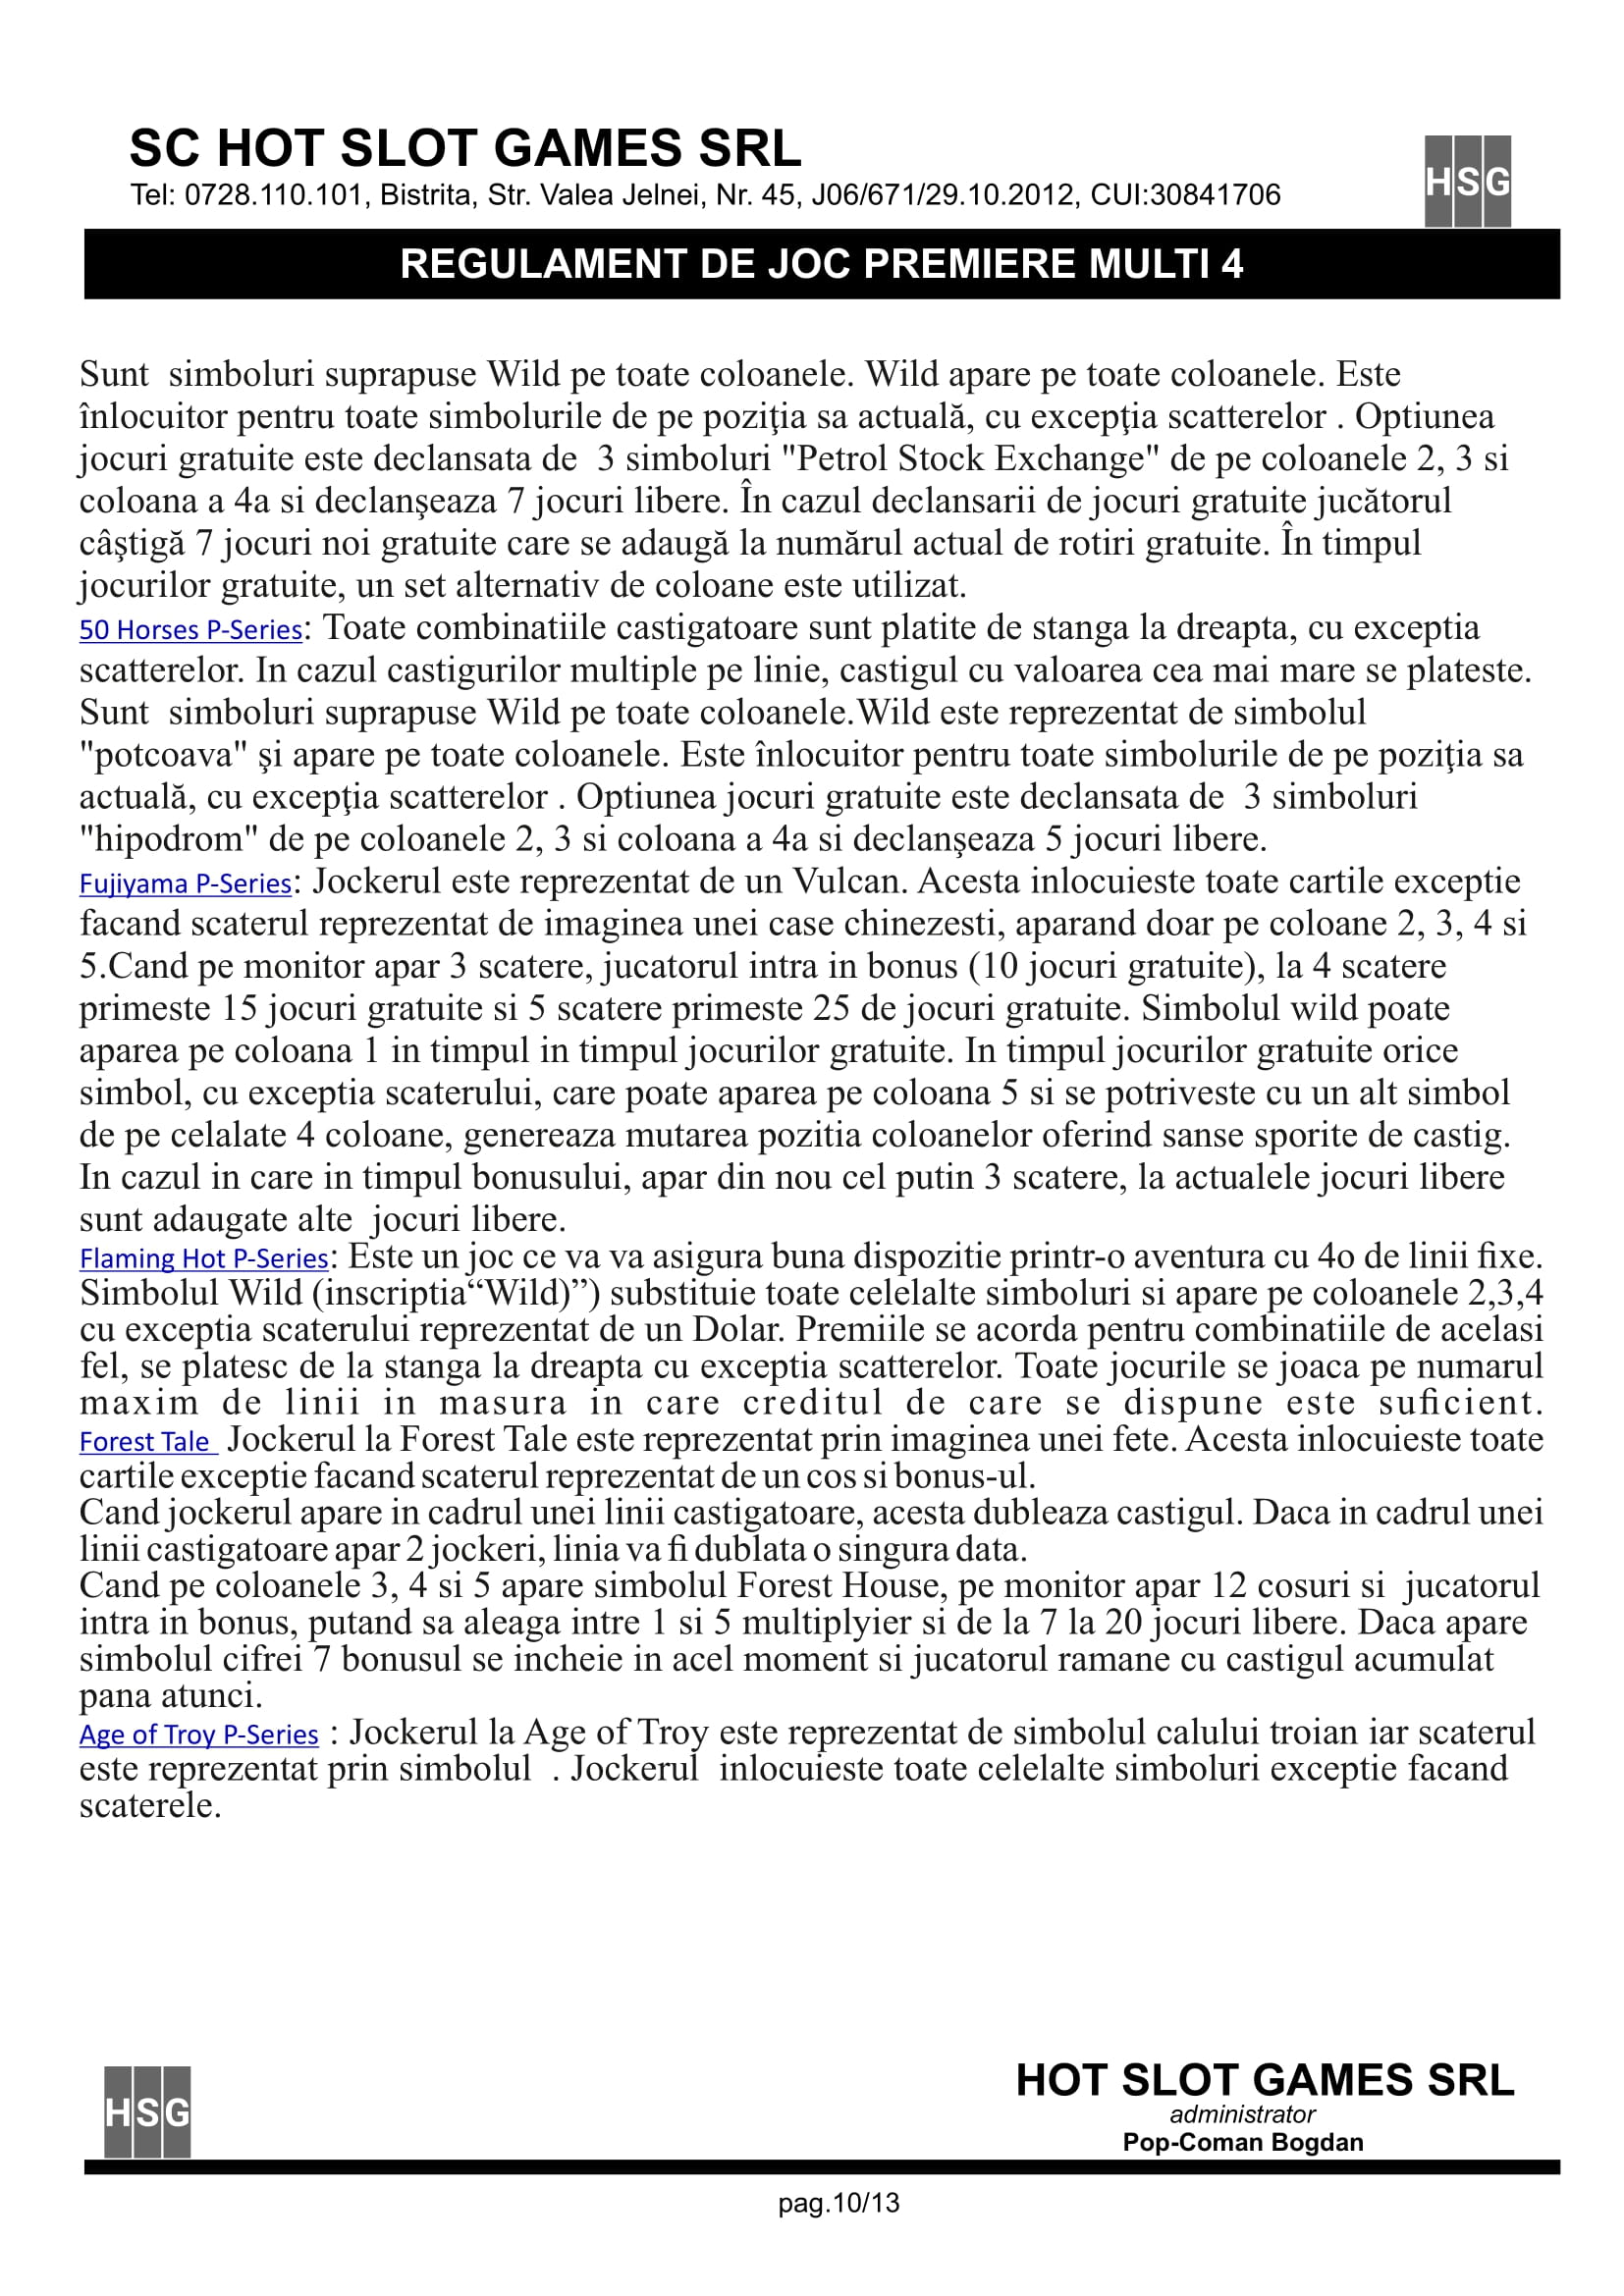 SC HOT SLOT GAMES SRL
Tel: 0728.110.101, Bistrita, Str. Valea Jelnei, Nr. 45, J06/671/29.10.2012, CUI:30841706
HSG
REGULAMENT DE JOC PREMIERE MULTI 4
Sunt  simboluri suprapuse Wild pe toate coloanele. Wild apare pe toate coloanele. Este
înlocuitor pentru toate simbolurile de pe poziţia sa actuală, cu excepţia scatterelor . Optiunea
jocuri gratuite este declansata de  3 simboluri "Petrol Stock Exchange" de pe coloanele 2, 3 si
coloana a 4a si declanşeaza 7 jocuri libere. În cazul declansarii de jocuri gratuite jucătorul
câştigă 7 jocuri noi gratuite care se adaugă la numărul actual de rotiri gratuite. În timpul
jocurilor gratuite, un set alternativ de coloane este utilizat.
50 Horses P-Series: Toate combinatiile castigatoare sunt platite de stanga la dreapta, cu exceptia
scatterelor. In cazul castigurilor multiple pe linie, castigul cu valoarea cea mai mare se plateste.
Sunt  simboluri suprapuse Wild pe toate coloanele.Wild este reprezentat de simbolul
"potcoava" şi apare pe toate coloanele. Este înlocuitor pentru toate simbolurile de pe poziţia sa
actuală, cu excepţia scatterelor . Optiunea jocuri gratuite este declansata de  3 simboluri
"hipodrom" de pe coloanele 2, 3 si coloana a 4a si declanşeaza 5 jocuri libere.
Fujiyama P-Series: Jockerul este reprezentat de un Vulcan. Acesta inlocuieste toate cartile exceptie
facand scaterul reprezentat de imaginea unei case chinezesti, aparand doar pe coloane 2, 3, 4 si
5.Cand pe monitor apar 3 scatere, jucatorul intra in bonus (10 jocuri gratuite), la 4 scatere
primeste 15 jocuri gratuite si 5 scatere primeste 25 de jocuri gratuite. Simbolul wild poate
aparea pe coloana 1 in timpul in timpul jocurilor gratuite. In timpul jocurilor gratuite orice
simbol, cu exceptia scaterului, care poate aparea pe coloana 5 si se potriveste cu un alt simbol
de pe celalate 4 coloane, genereaza mutarea pozitia coloanelor oferind sanse sporite de castig.
In cazul in care in timpul bonusului, apar din nou cel putin 3 scatere, la actualele jocuri libere
sunt adaugate alte  jocuri libere.
Flaming Hot P-Series: Este un joc ce va va asigura buna dispozitie printr-o aventura cu 4o de linii fixe.
Simbolul Wild (inscriptia“Wild)”) substituie toate celelalte simboluri si apare pe coloanele 2,3,4
cu exceptia scaterului reprezentat de un Dolar. Premiile se acorda pentru combinatiile de acelasi
fel, se platesc de la stanga la dreapta cu exceptia scatterelor. Toate jocurile se joaca pe numarul
maxim de linii in masura in care creditul de care se dispune este suficient.
Forest Tale  Jockerul la Forest Tale este reprezentat prin imaginea unei fete. Acesta inlocuieste toate
cartile exceptie facand scaterul reprezentat de un cos si bonus-ul.
Cand jockerul apare in cadrul unei linii castigatoare, acesta dubleaza castigul. Daca in cadrul unei
linii castigatoare apar 2 jockeri, linia va fi dublata o singura data.
Cand pe coloanele 3, 4 si 5 apare simbolul Forest House, pe monitor apar 12 cosuri si  jucatorul
intra in bonus, putand sa aleaga intre 1 si 5 multiplyier si de la 7 la 20 jocuri libere. Daca apare
simbolul cifrei 7 bonusul se incheie in acel moment si jucatorul ramane cu castigul acumulat
pana atunci.
Age of Troy P-Series : Jockerul la Age of Troy este reprezentat de simbolul calului troian iar scaterul
este reprezentat prin simbolul  . Jockerul  inlocuieste toate celelalte simboluri exceptie facand
scaterele.
HSG
HOT SLOT GAMES SRL
administrator
Pop-Coman Bogdan
pag.10/13